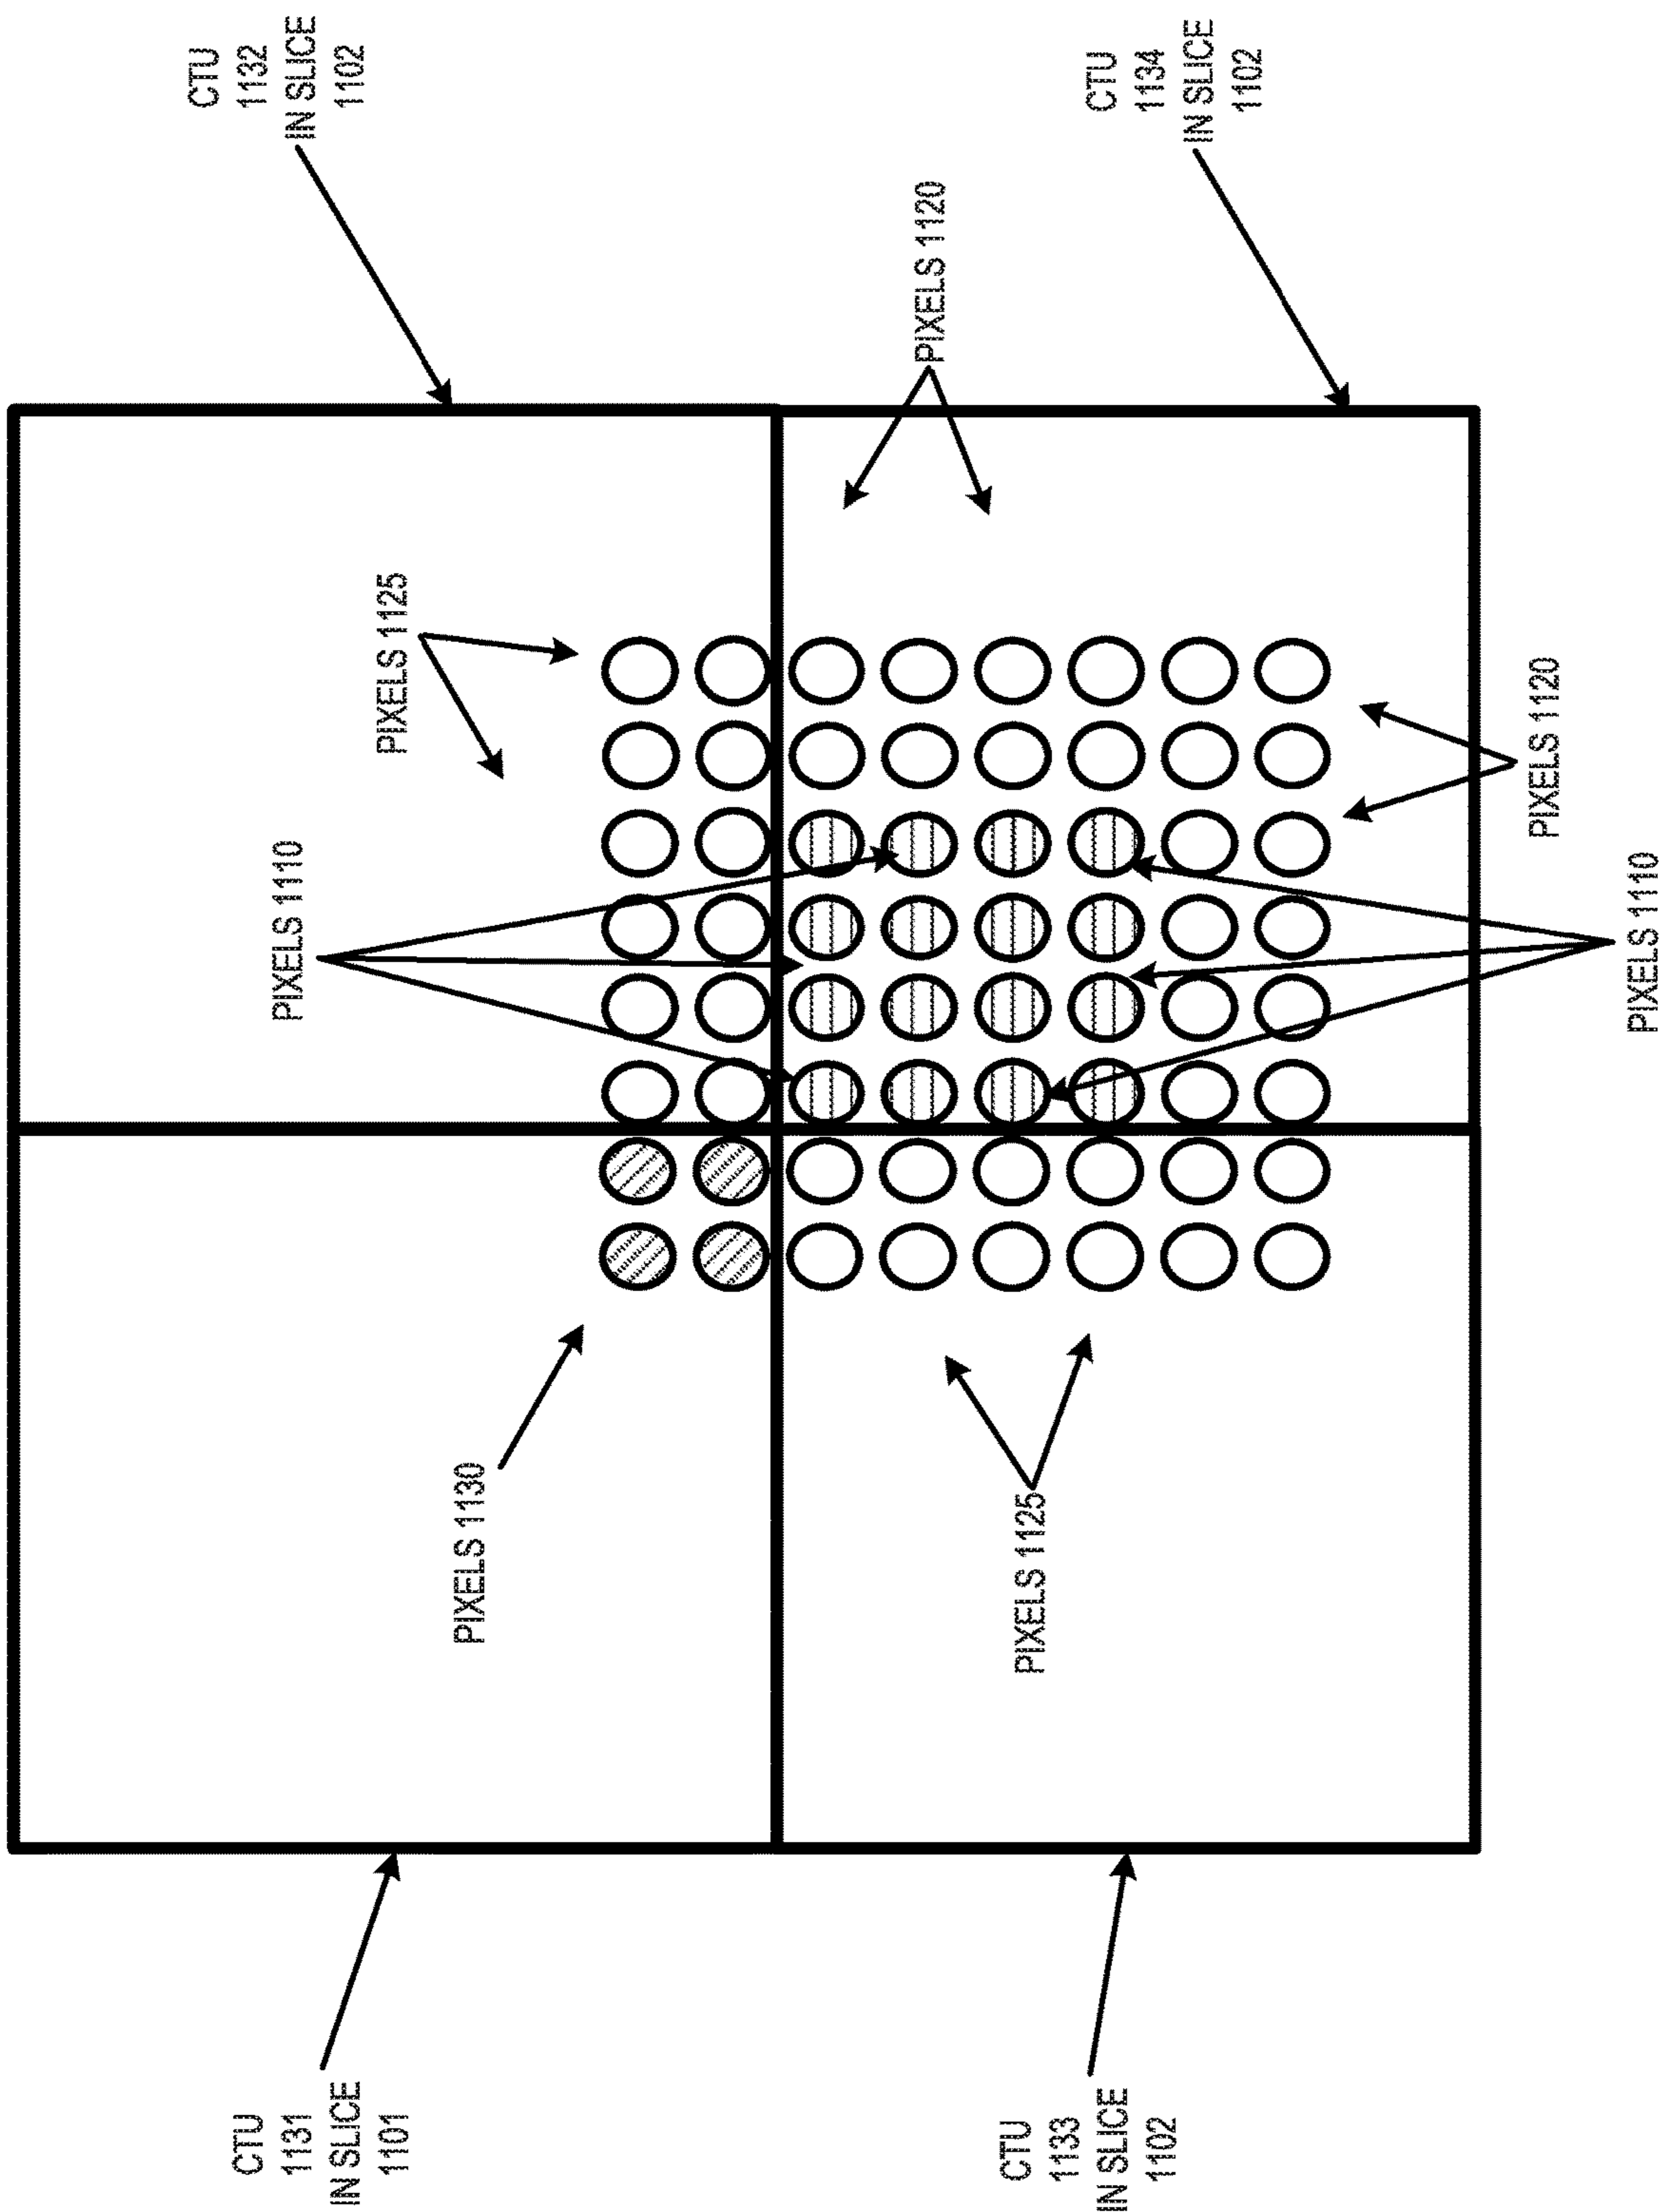 CTU
1131
IN SLICE
1101
CTU
1132
IN SLICE
1102
PIXELS 1110
PIXELS 1125
PIXELS 1130
PIXELS 1120
PIXELS 1125
CTU
1133
IN SLICE
1102
CTU
1134
IN SLICE
1102
PIXELS 1120
PIXELS 1110